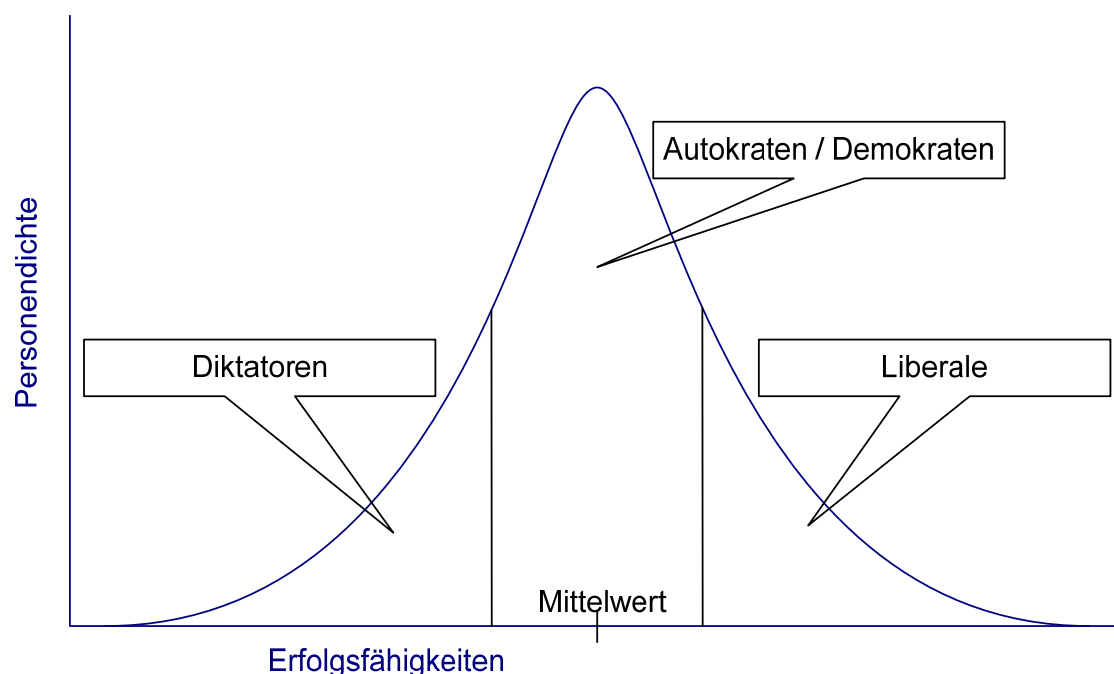 Autokraten / Demokraten
Personendichte
Diktatoren
Liberale
Mittelwert
Erfolgsfähigkeiten